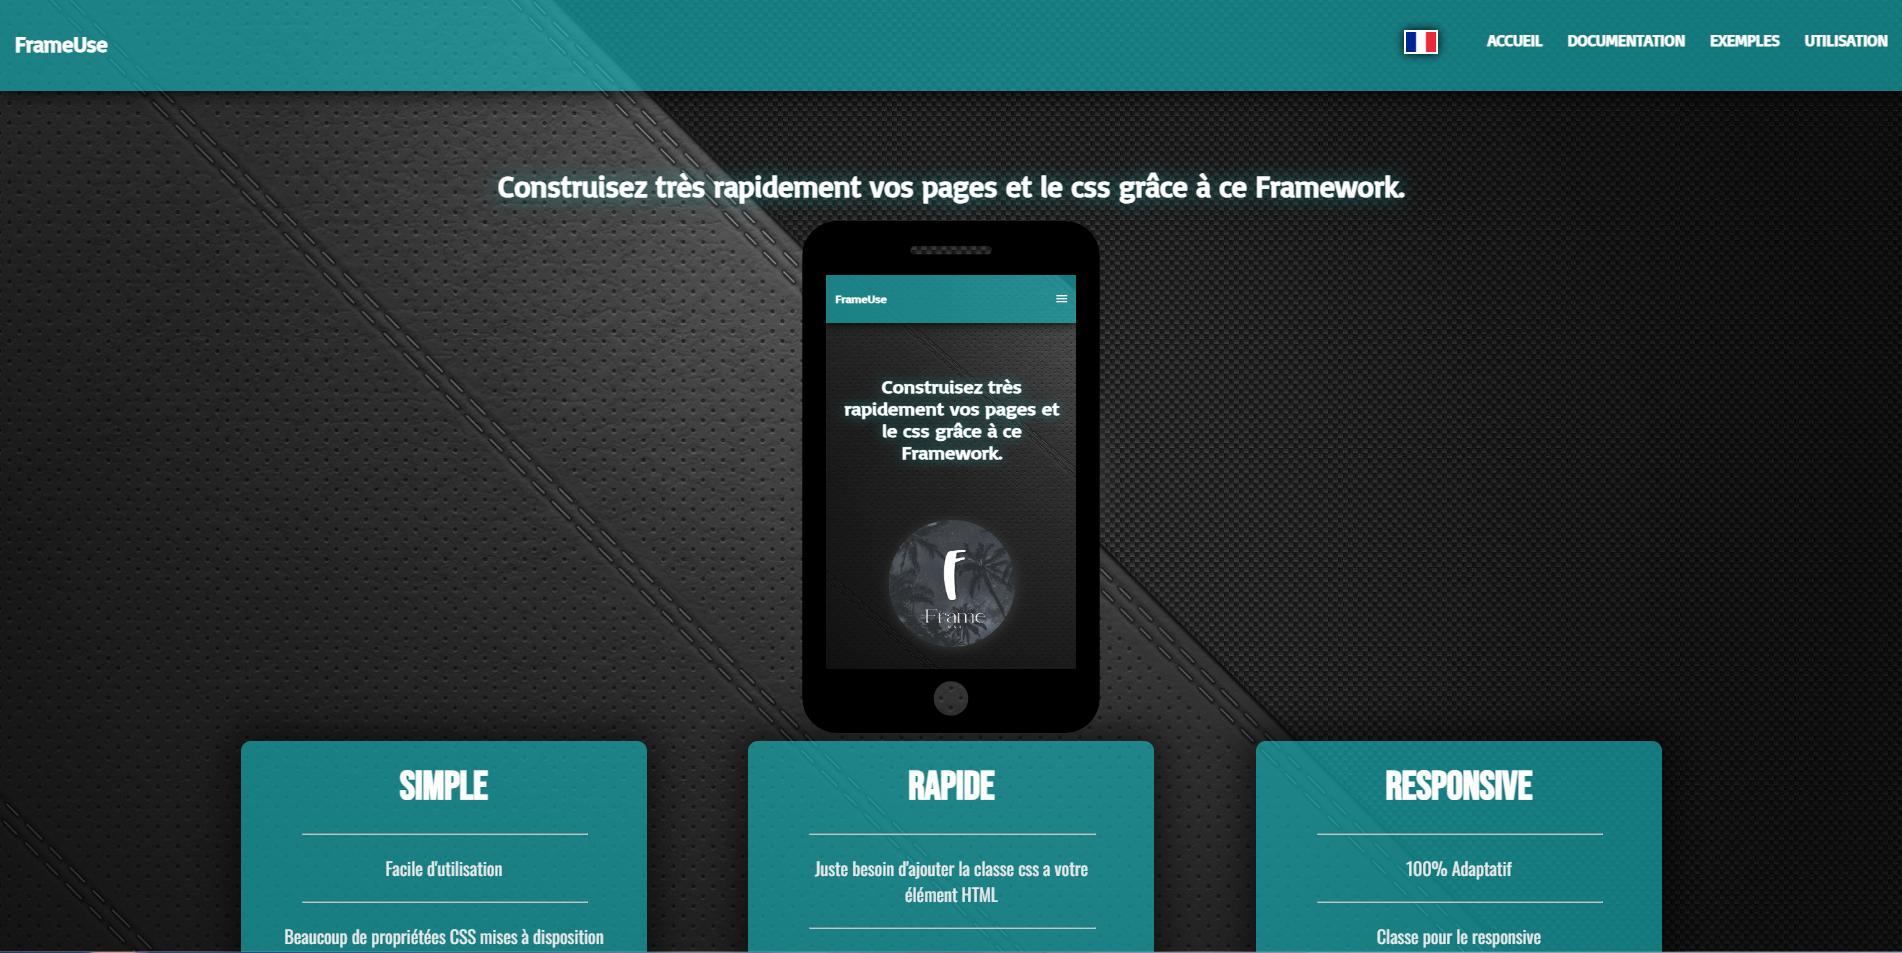 FrameUse
ACCUEIL DOCUMENTATION EXEMPLES UTILISATION
Construisez très rapidement vos pages et le css grâce à ce Framework.
FrameUse
Construisez très
rapidement vos pages et
le css grâce à ce
Framework.
F
Frame
SIMPLE
Facile d'utilisation
Beaucoup de propriétées CSS mises à disposition
RAPIDE
Juste besoin d'ajouter la classe css a votre
élément HTML
RESPONSIVE
100% Adaptatif
Classe pour le responsive